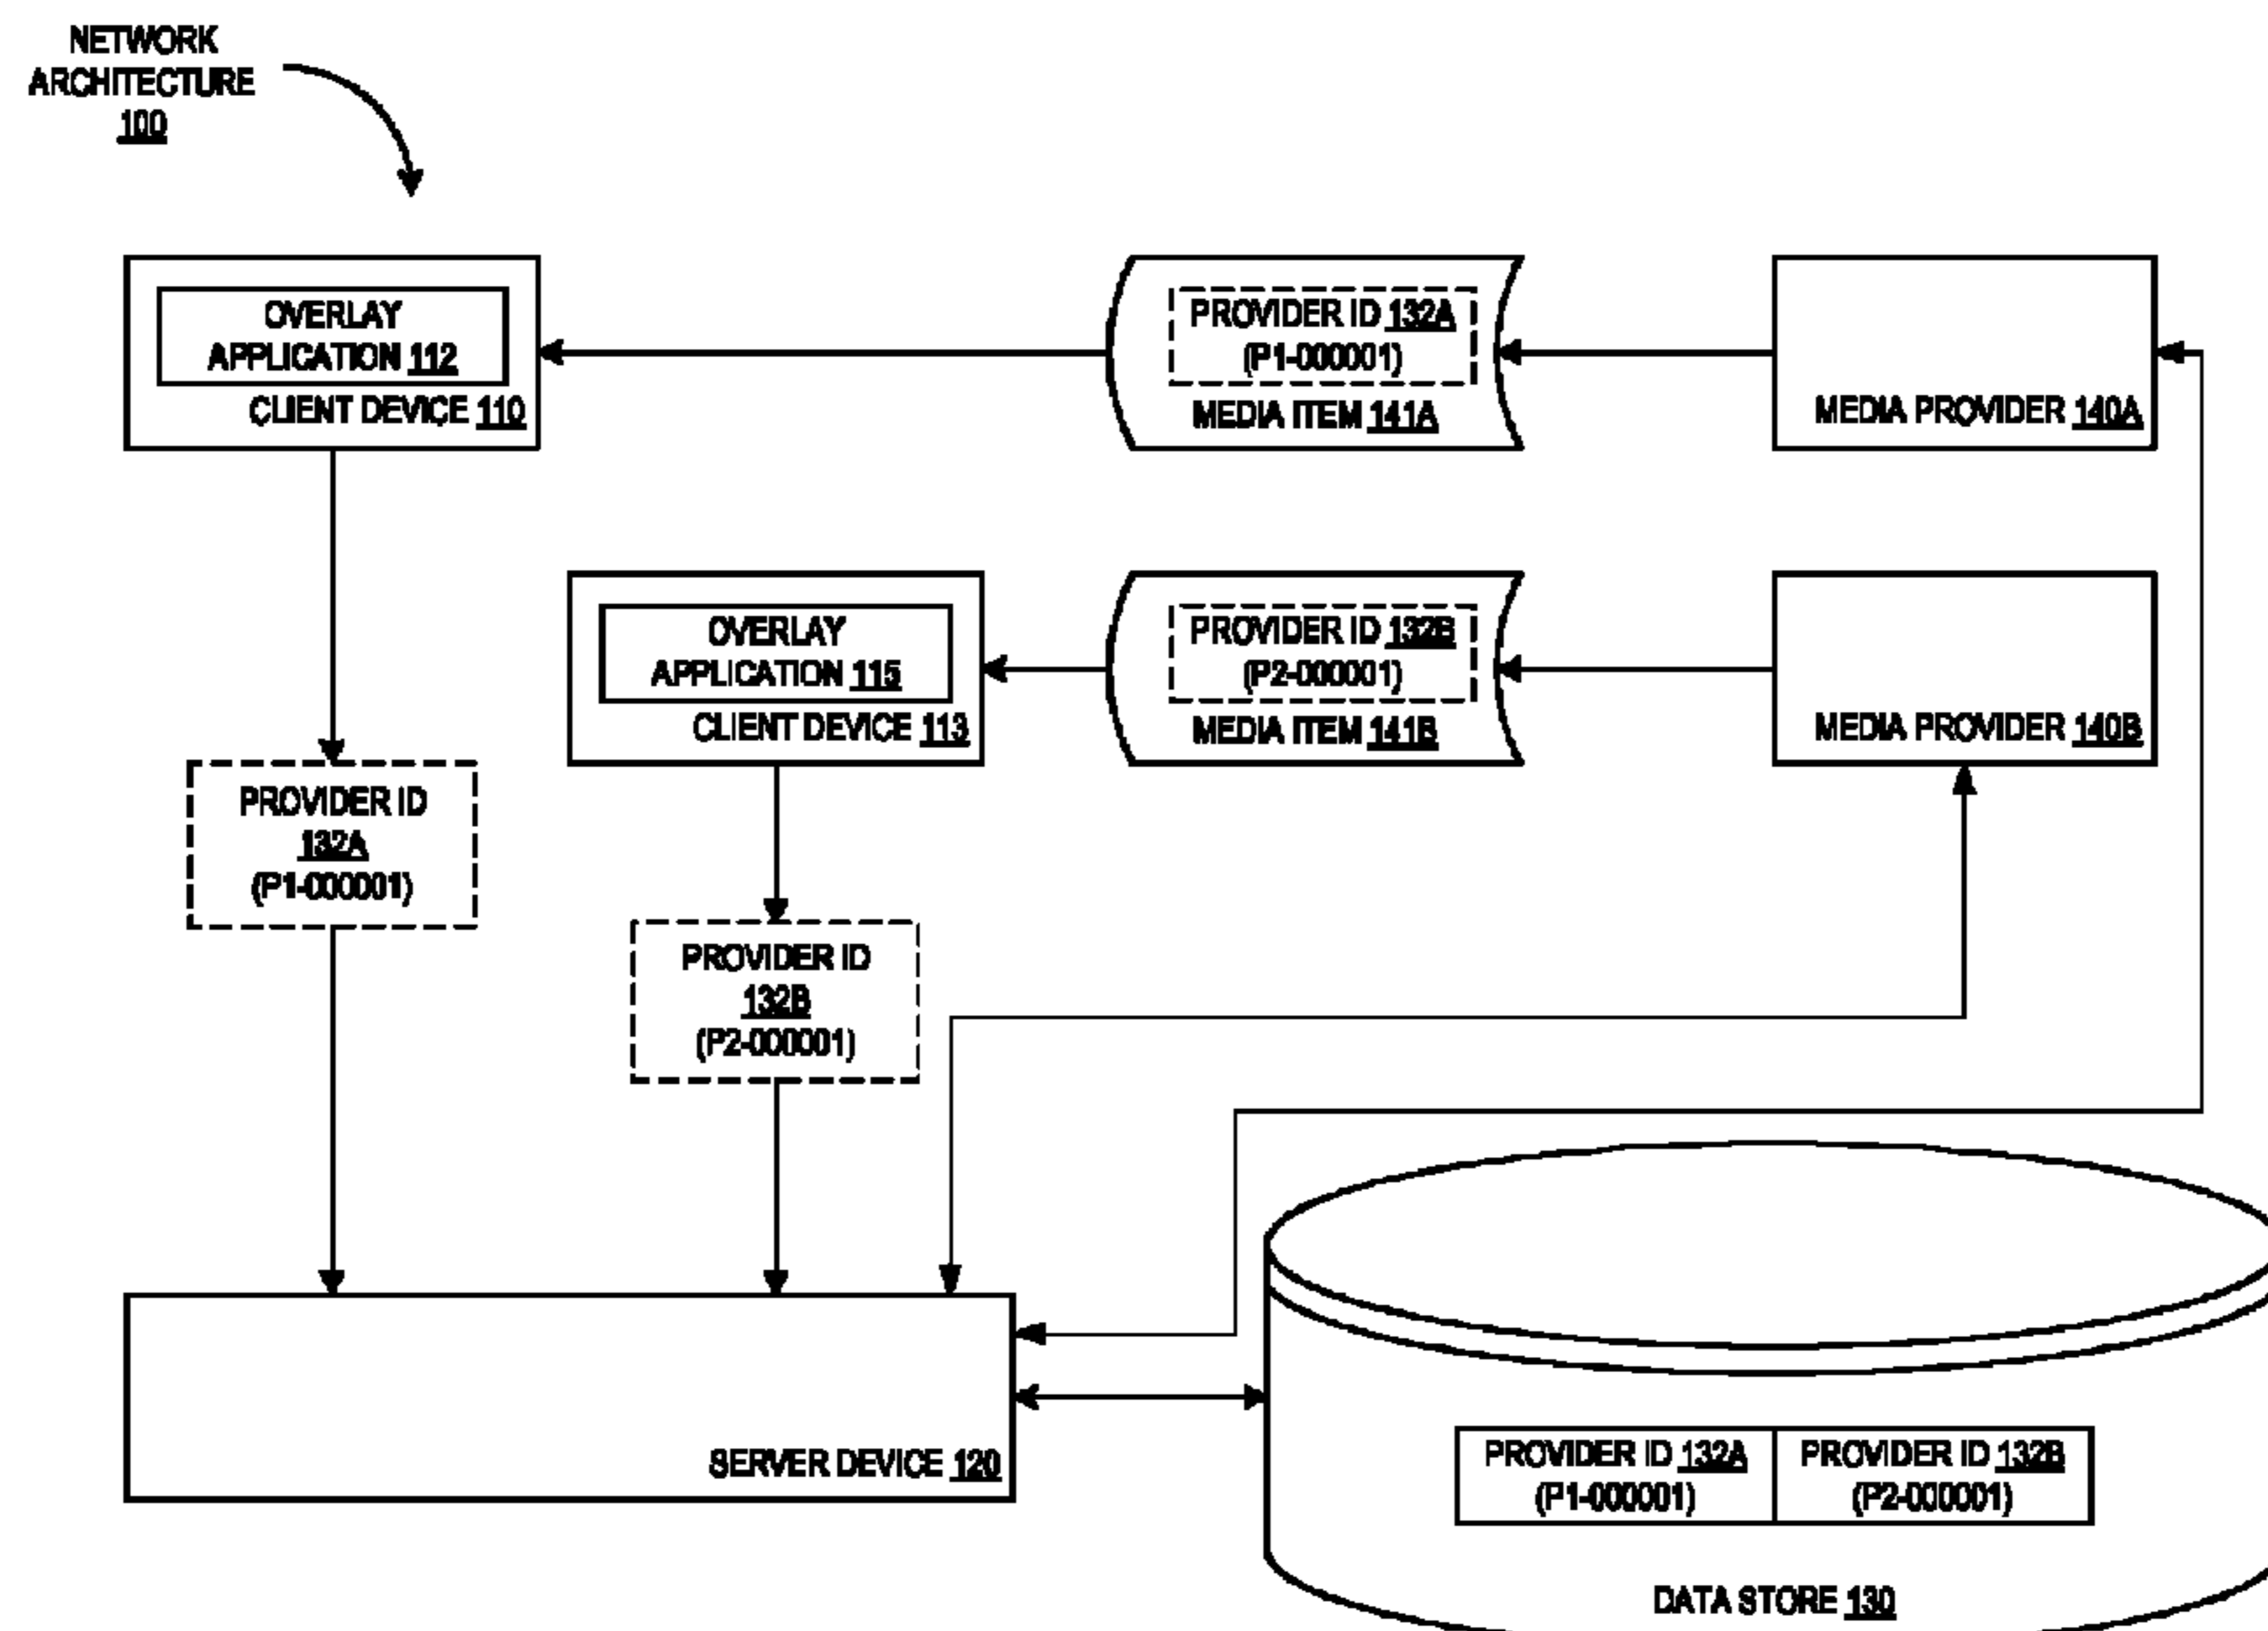 NETWORK
ARCHITECTURE
100
OVERLAY
APPLICATION 112
CLIENT DEVICE 110
PROVIDER ID 132A
(P1-000001)
MEDIA ITEM 141A
MEDIA PROVIDER 140A
OVERLAY
APPLICATION 115
CLIENT DEVICE 113
PROVIDER ID 132B
(P2-000001)
MEDIA ITEM 141B
MEDIA PROVIDER 140B
PROVIDER ID
132A
(P1-000001)
PROVIDER ID
132B
(P2-000001)
SERVER DEVICE 120
PROVIDER ID 132A
(P1-000001)
PROVIDER ID 132B
(P2-000001)
DATA STORE 130